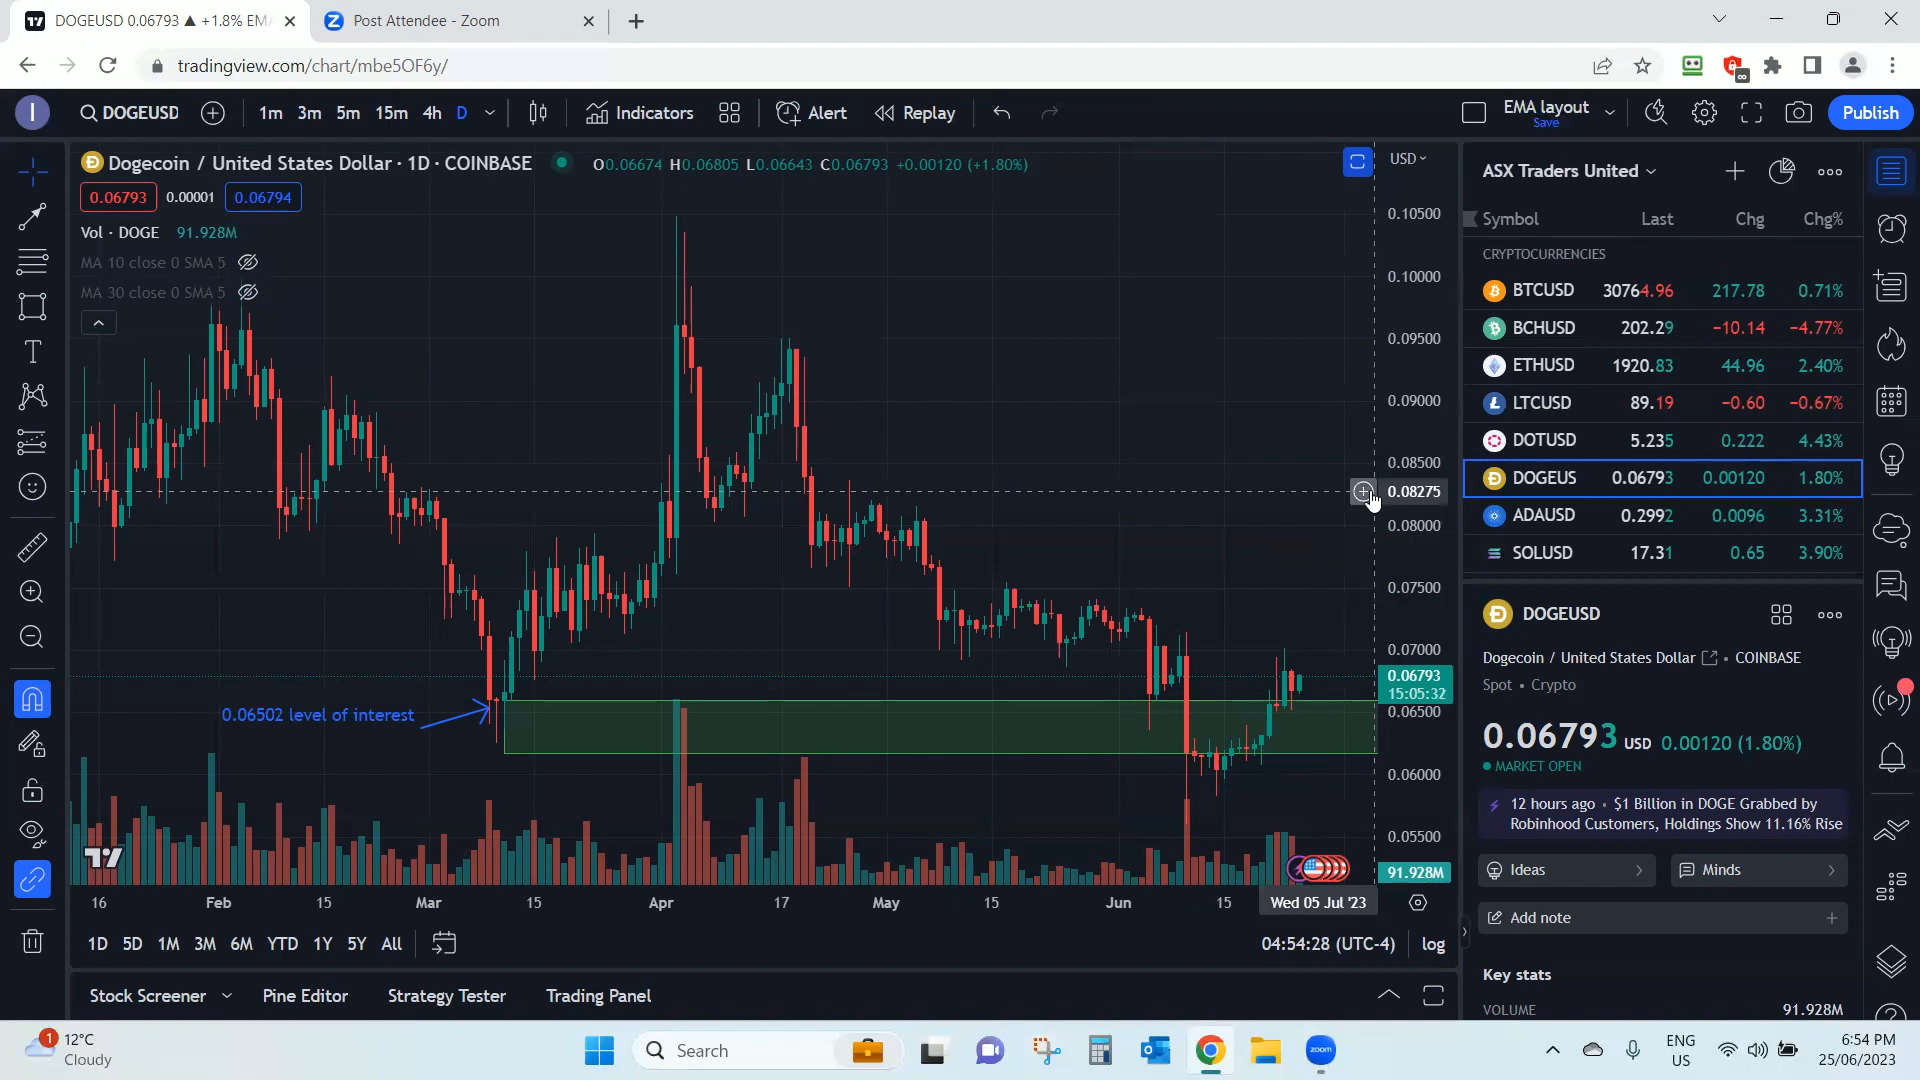 DOGEUSD 0.06793 ▲ +1.8% EMA
Post Attendee - Zoom
tradingview.com/chart/mbe5OF6y/
I DOGEUSD 1m 3m 5m 15m 4h D Indicators Alert Replay EMA layout Publish
Save
Dogecoin / United States Dollar · 1D · COINBASE O0.06674 H0.06805 L0.06643 C0.06793 +0.00120 (+1.80%)
USD
0.06793 0.00001 0.06794
Vol · DOGE 91.928M
MA 10 close 0 SMA 5
MA 30 close 0 SMA 5
0.10500
0.10000
0.09500
0.09000
0.08500
0.08275
0.08000
0.07500
0.07000
0.06793
15:05:32
0.06500
0.06000
0.05500
91.928M
0.06502 level of interest
16 Feb 15 Mar 15 Apr 17 May 15 Jun 15 Wed 05 Jul '23
1D 5D 1M 3M 6M YTD 1Y 5Y All 04:54:28 (UTC-4) log
Stock Screener Pine Editor Strategy Tester Trading Panel
ASX Traders United
Symbol Last Chg Chg%
CRYPTOCURRENCIES
BTCUSD 30764.96 217.78 0.71%
BCHUSD 202.29 −10.14 −4.77%
ETHUSD 1920.83 44.96 2.40%
LTCUSD 89.19 −0.60 −0.67%
DOTUSD 5.235 0.222 4.43%
DOGEUS 0.06793 0.00120 1.80%
ADAUSD 0.2992 0.0096 3.31%
SOLUSD 17.31 0.65 3.90%
DOGEUSD
Dogecoin / United States Dollar • COINBASE
Spot • Crypto
0.06793 USD 0.00120 (1.80%)
MARKET OPEN
12 hours ago • $1 Billion in DOGE Grabbed by
Robinhood Customers, Holdings Show 11.16% Rise
Ideas Minds
Add note
Key stats
VOLUME 91.928M
1 12°C
Cloudy
Search
zoom
ENG
US
6:54 PM
25/06/2023